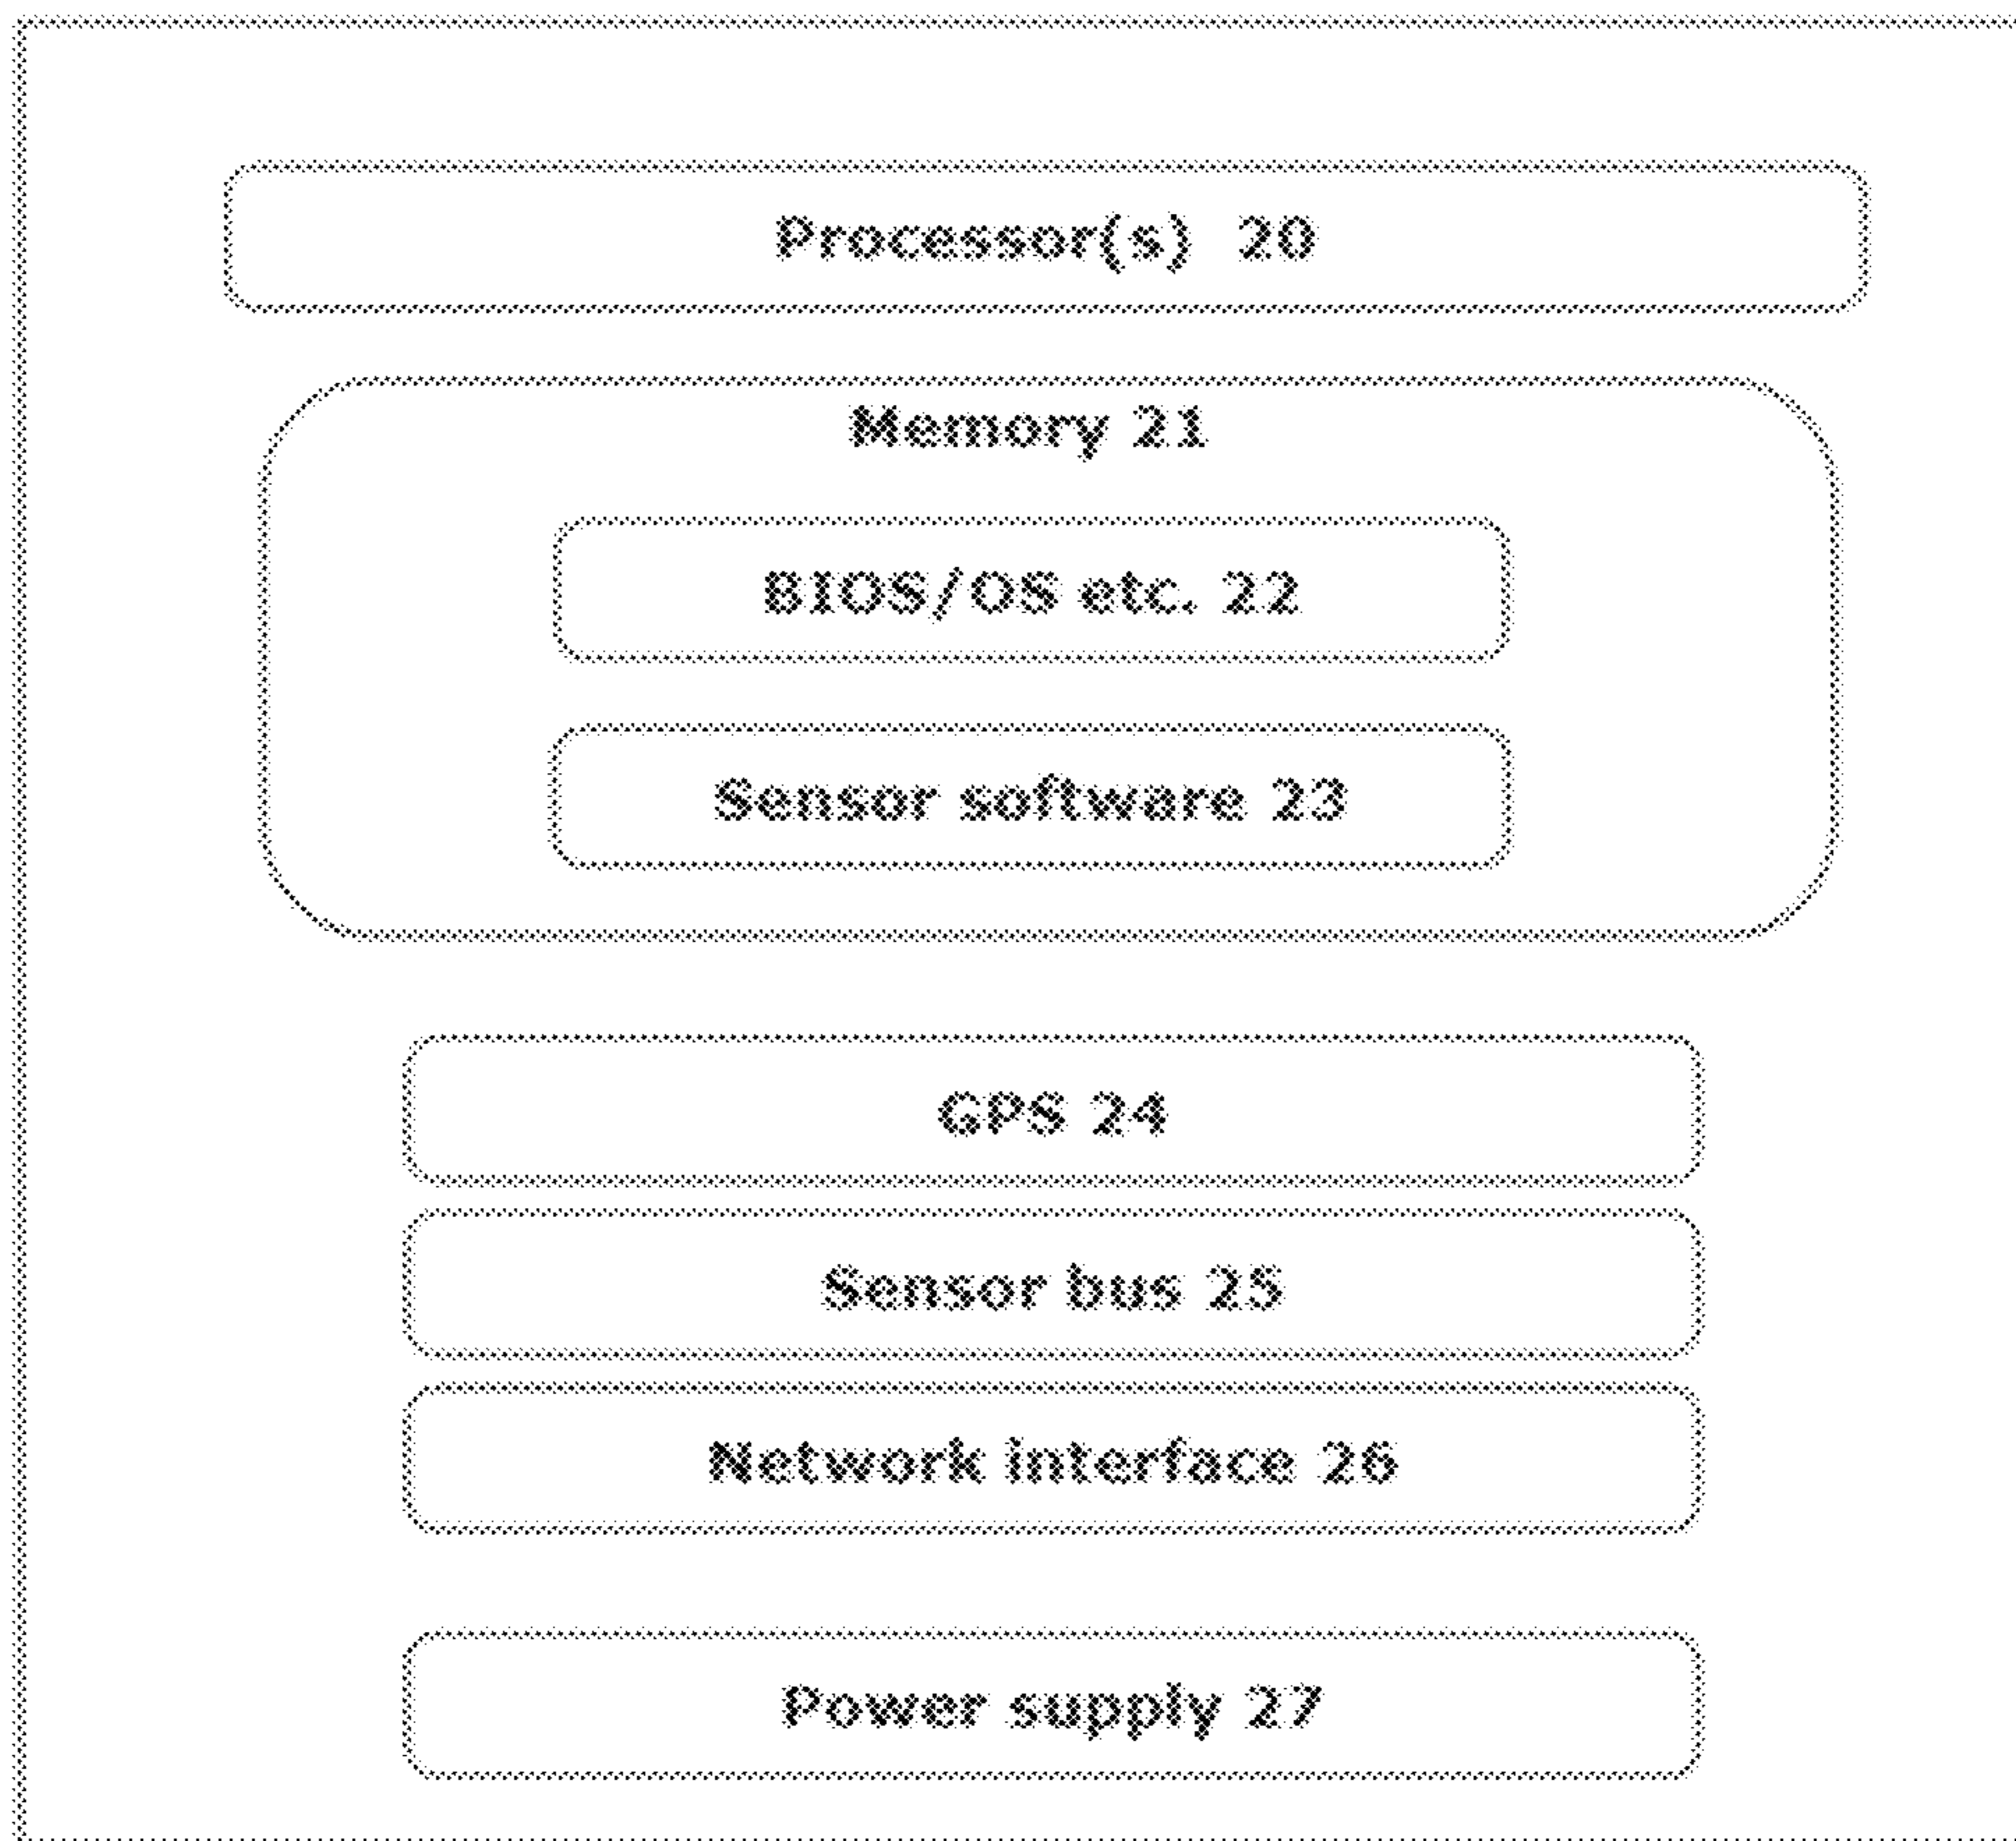 Processor(s) 20
Memory 21
BIOS/OS etc. 22
Sensor software 23
GPS 24
Sensor bus 25
Network interface 26
Power supply 27